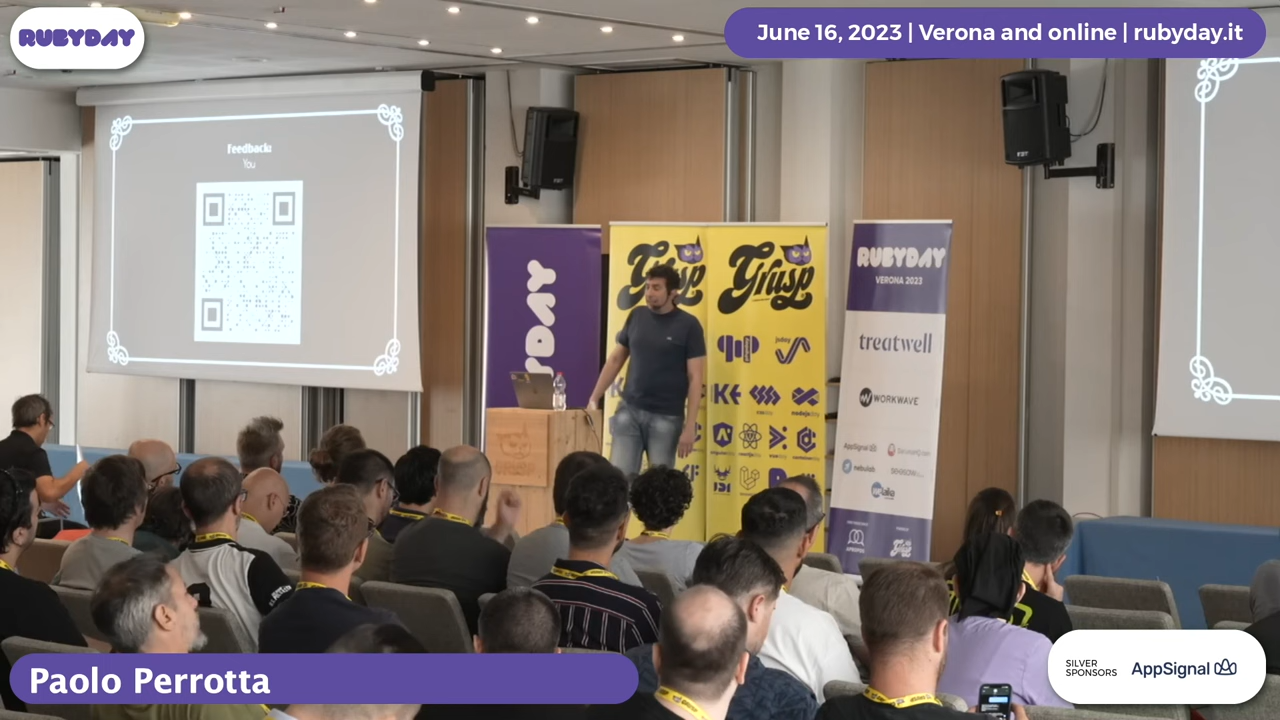 RUBYDAY
June 16, 2023 | Verona and online | rubyday.it
Feedback:
You
RUBYDAY
Grusp
Grusp
RUBYDAY
VERONA 2023
treatwell
WORKWAVE
AppSignal
nebulab
Paolo Perrotta
SILVER
SPONSORS
AppSignal